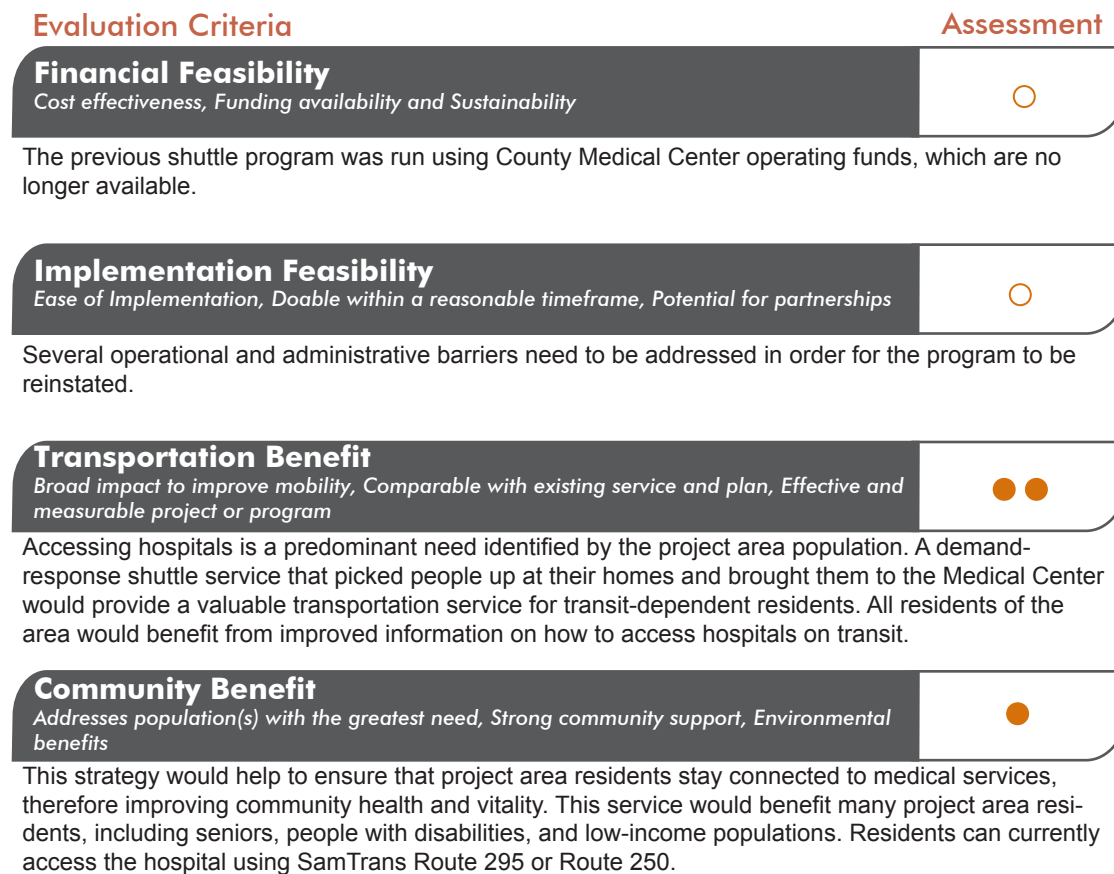 Evaluation Criteria Assessment
Financial Feasibility
Cost effectiveness, Funding availability and Sustainability
The previous shuttle program was run using County Medical Center operating funds, which are no
longer available.
Implementation Feasibility
Ease of Implementation, Doable within a reasonable timeframe, Potential for partnerships
Several operational and administrative barriers need to be addressed in order for the program to be
reinstated.
Transportation Benefit
Broad impact to improve mobility, Comparable with existing service and plan, Effective and
measurable project or program
Accessing hospitals is a predominant need identified by the project area population. A demand-
response shuttle service that picked people up at their homes and brought them to the Medical Center
would provide a valuable transportation service for transit-dependent residents. All residents of the
area would benefit from improved information on how to access hospitals on transit.
Community Benefit
Addresses population(s) with the greatest need, Strong community support, Environmental
benefits
This strategy would help to ensure that project area residents stay connected to medical services,
therefore improving community health and vitality. This service would benefit many project area resi-
dents, including seniors, people with disabilities, and low-income populations. Residents can currently
access the hospital using SamTrans Route 295 or Route 250.